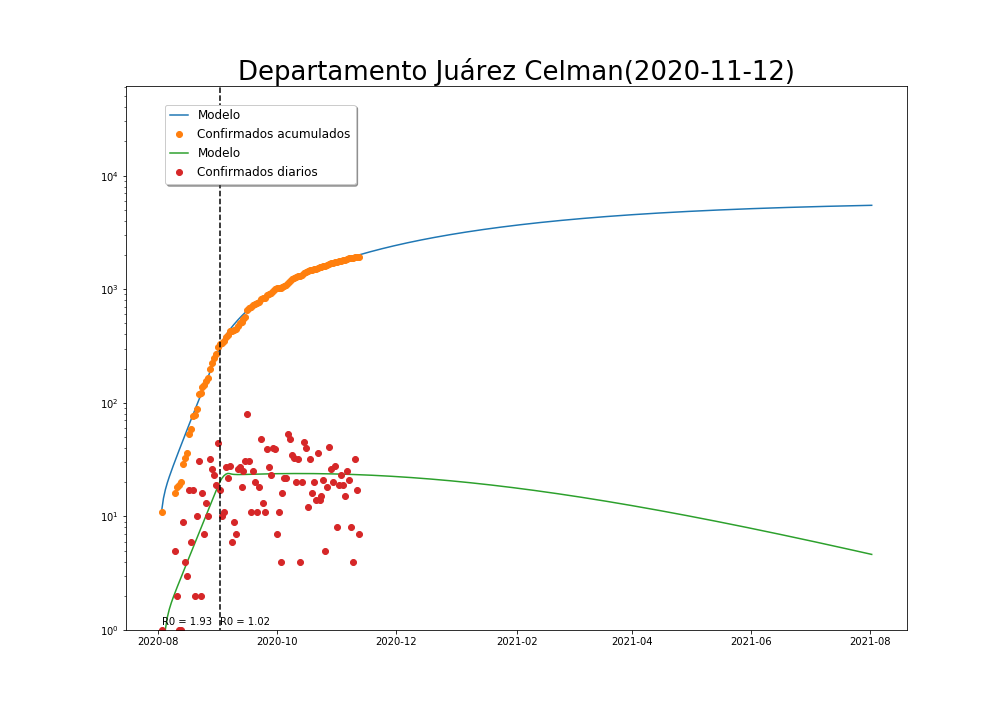 Departamento Juárez Celman(2020-11-12)
Modelo
Confirmados acumulados
Modelo
Confirmados diarios
10⁴
10³
10²
10¹
10⁰
R0 = 1.93 R0 = 1.02
2020-08 2020-10 2020-12 2021-02 2021-04 2021-06 2021-08